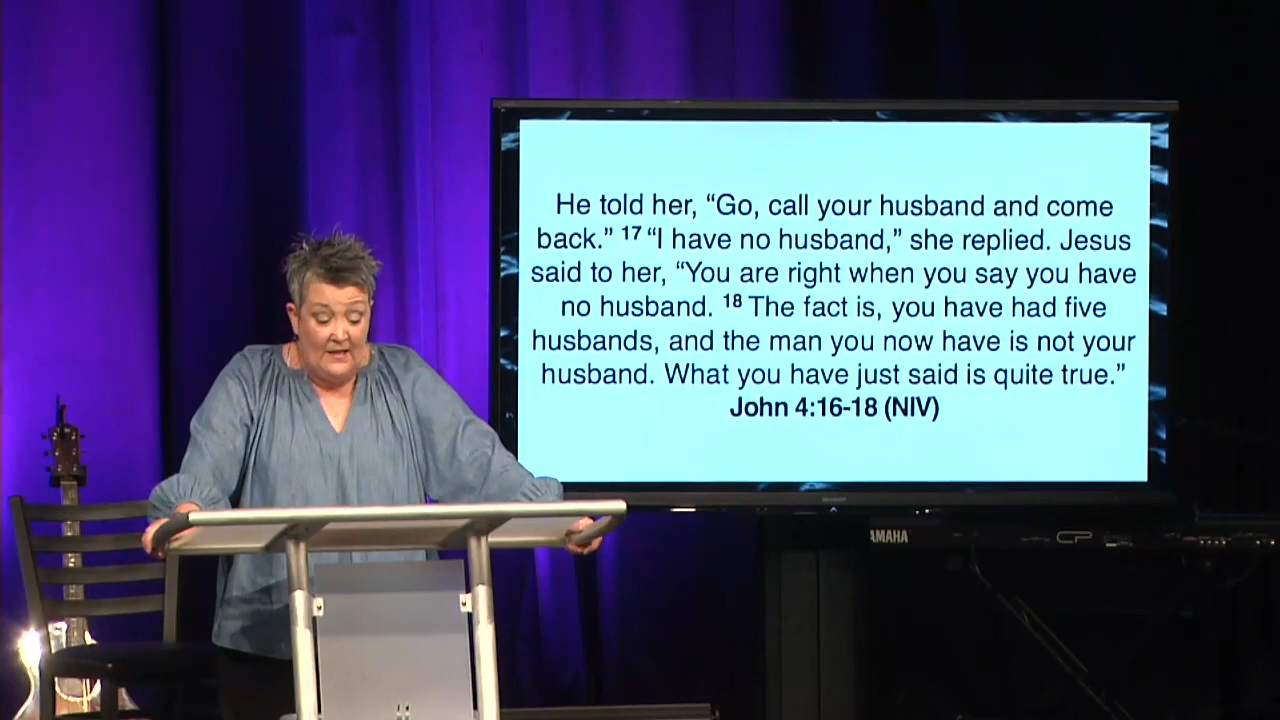 He told her, “Go, call your husband and come
back.” 17 “I have no husband,” she replied. Jesus
said to her, “You are right when you say you have
no husband. 18 The fact is, you have had five
husbands, and the man you now have is not your
husband. What you have just said is quite true.”
John 4:16-18 (NIV)
SHARP
YAMAHA
CP